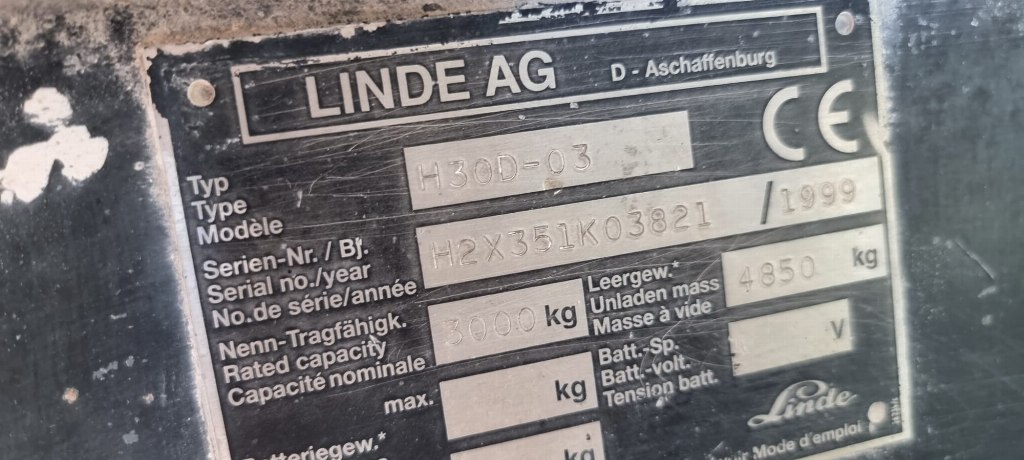 LINDE AG D - Aschaffenburg
CE
Typ
Type
Modèle
H30D-03
Serien-Nr. / Bj.
Serial no./year
No.de série/année
H2X351K03821 / 1999
Nenn-Tragfähigk.
Rated capacity
Capacité nominale
3000 kg
Leergew.*
Unladen mass
Masse à vide
4850 kg
max. kg
Batt.-Sp.
Batt.-volt.
Tension batt.
V
Linde
kg
Mode d'emploi